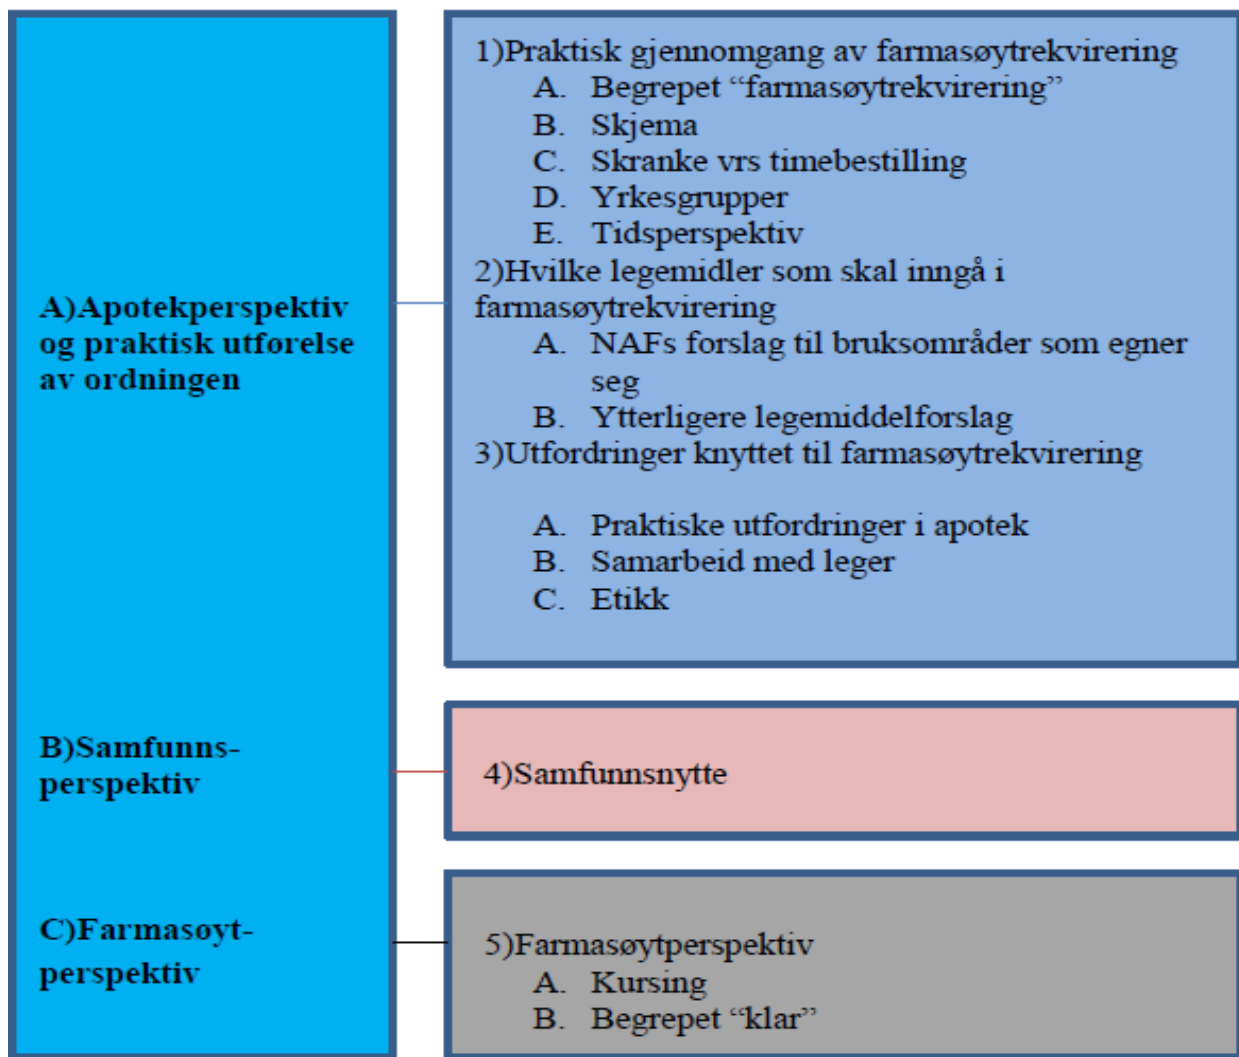 A)Apotekperspektiv
og praktisk utførelse
av ordningen
1)Praktisk gjennomgang av farmasøytrekvirering
A. Begrepet “farmasøytrekvirering”
B. Skjema
C. Skranke vrs timebestilling
D. Yrkesgrupper
E. Tidsperspektiv
2)Hvilke legemidler som skal inngå i
farmasøytrekvirering
A. NAFs forslag til bruksområder som egner
seg
B. Ytterligere legemiddelforslag
3)Utfordringer knyttet til farmasøytrekvirering
A. Praktiske utfordringer i apotek
B. Samarbeid med leger
C. Etikk
B)Samfunns-
perspektiv
4)Samfunnsnytte
C)Farmasøyt-
perspektiv
5)Farmasøytperspektiv
A. Kursing
B. Begrepet “klar”